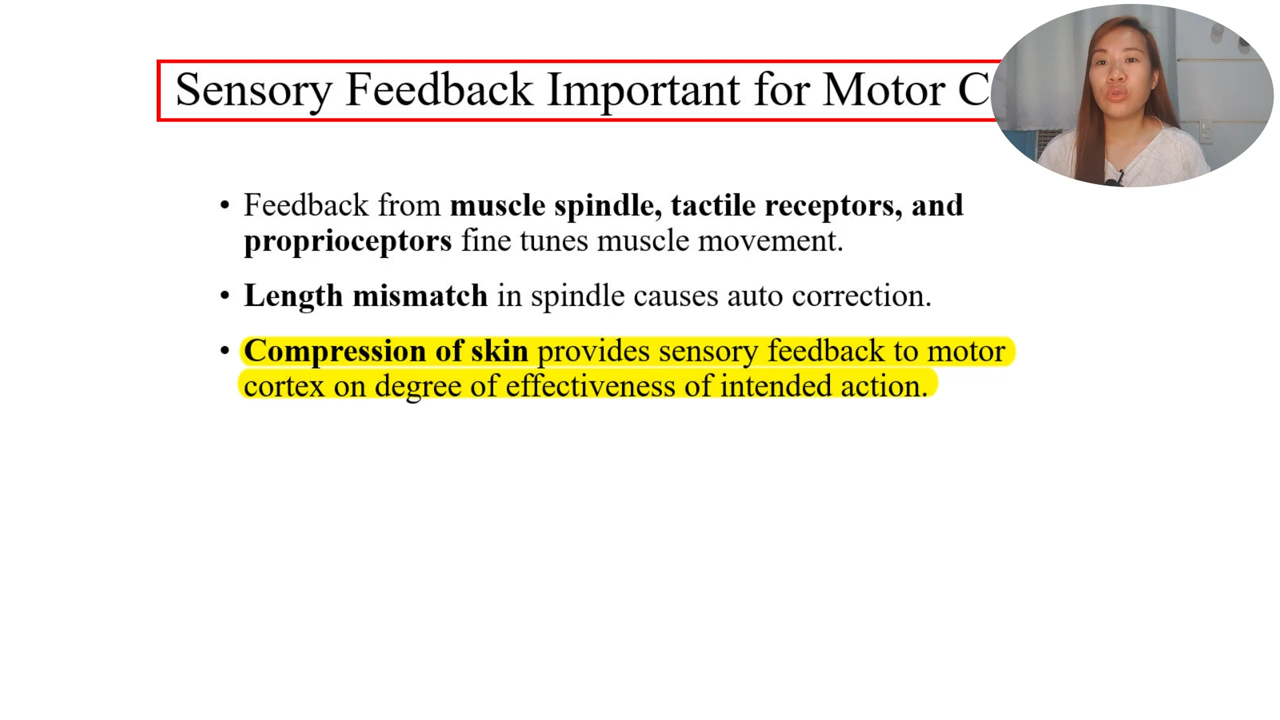 Sensory Feedback Important for Motor C
• Feedback from muscle spindle, tactile receptors, and
proprioceptors fine tunes muscle movement.
• Length mismatch in spindle causes auto correction.
• Compression of skin provides sensory feedback to motor
cortex on degree of effectiveness of intended action.